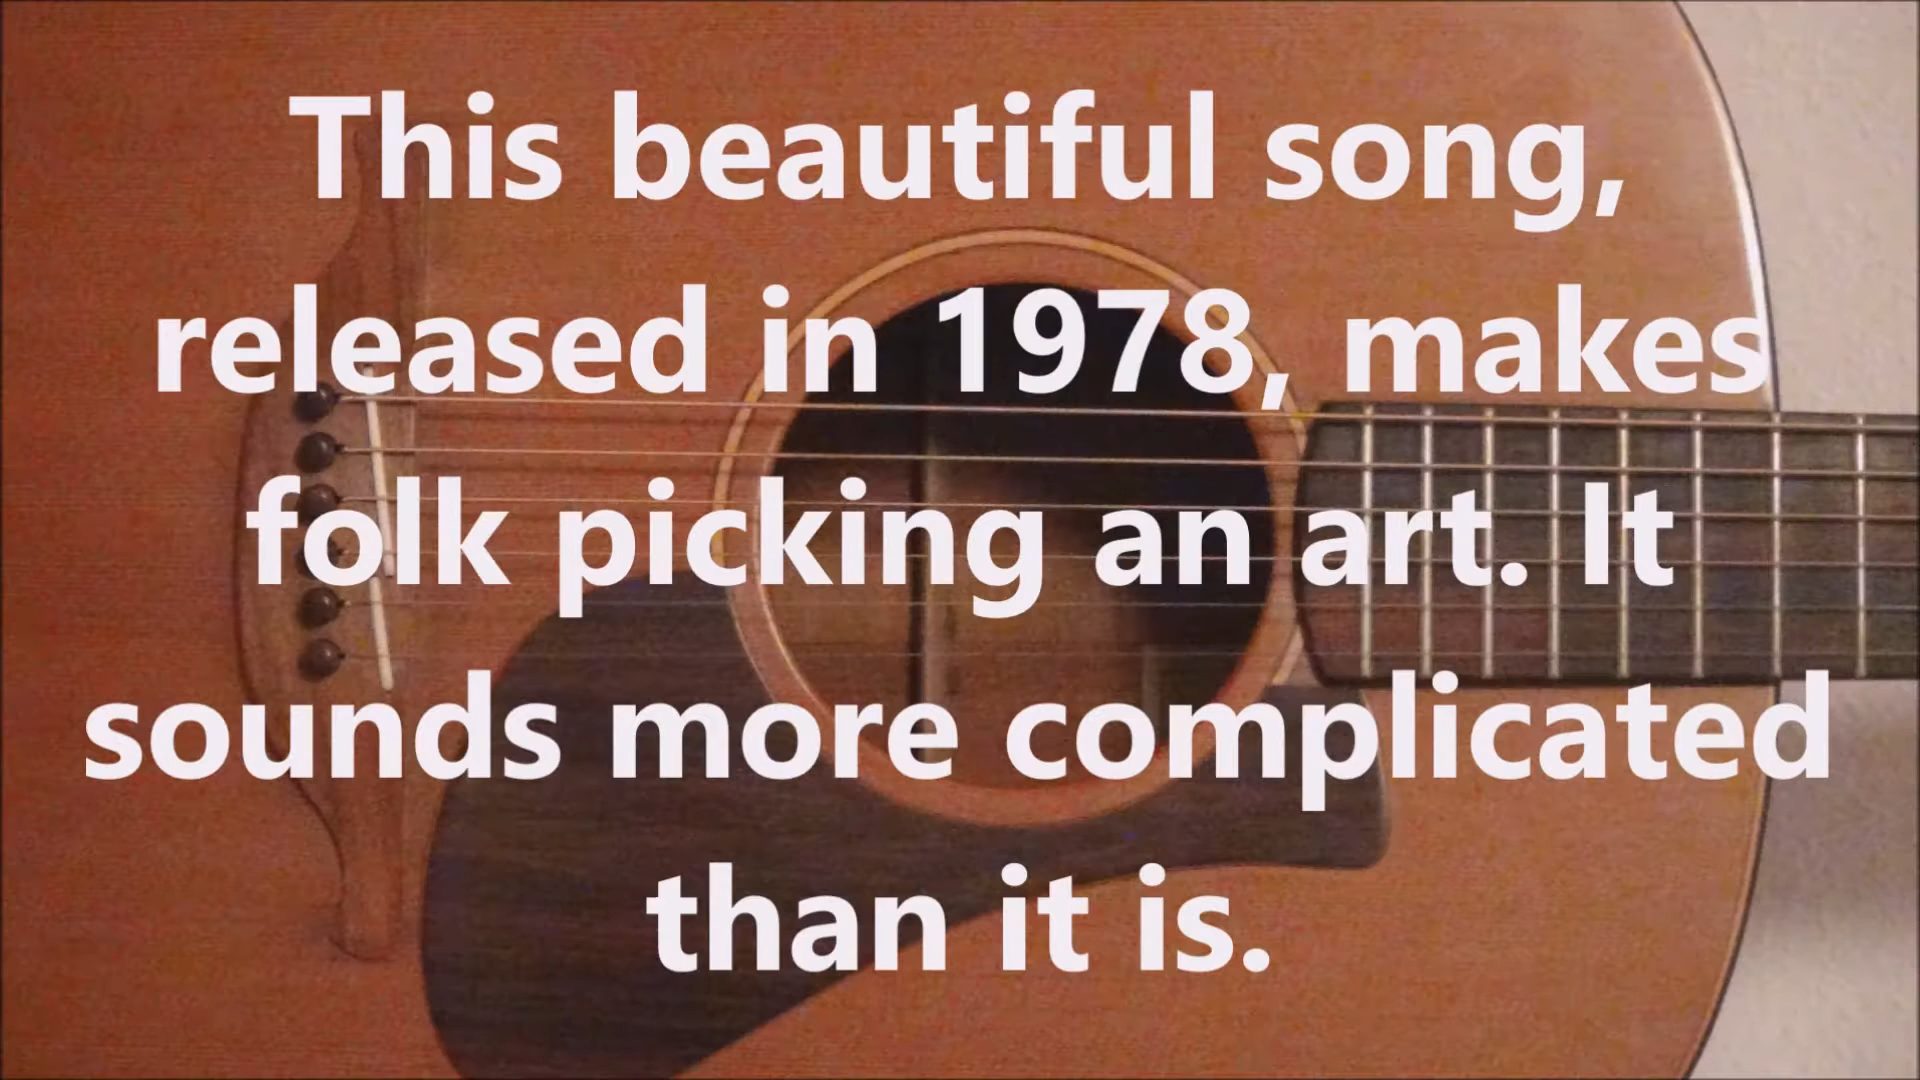 This beautiful song,
released in 1978, makes
folk picking an art. It
sounds more complicated
than it is.